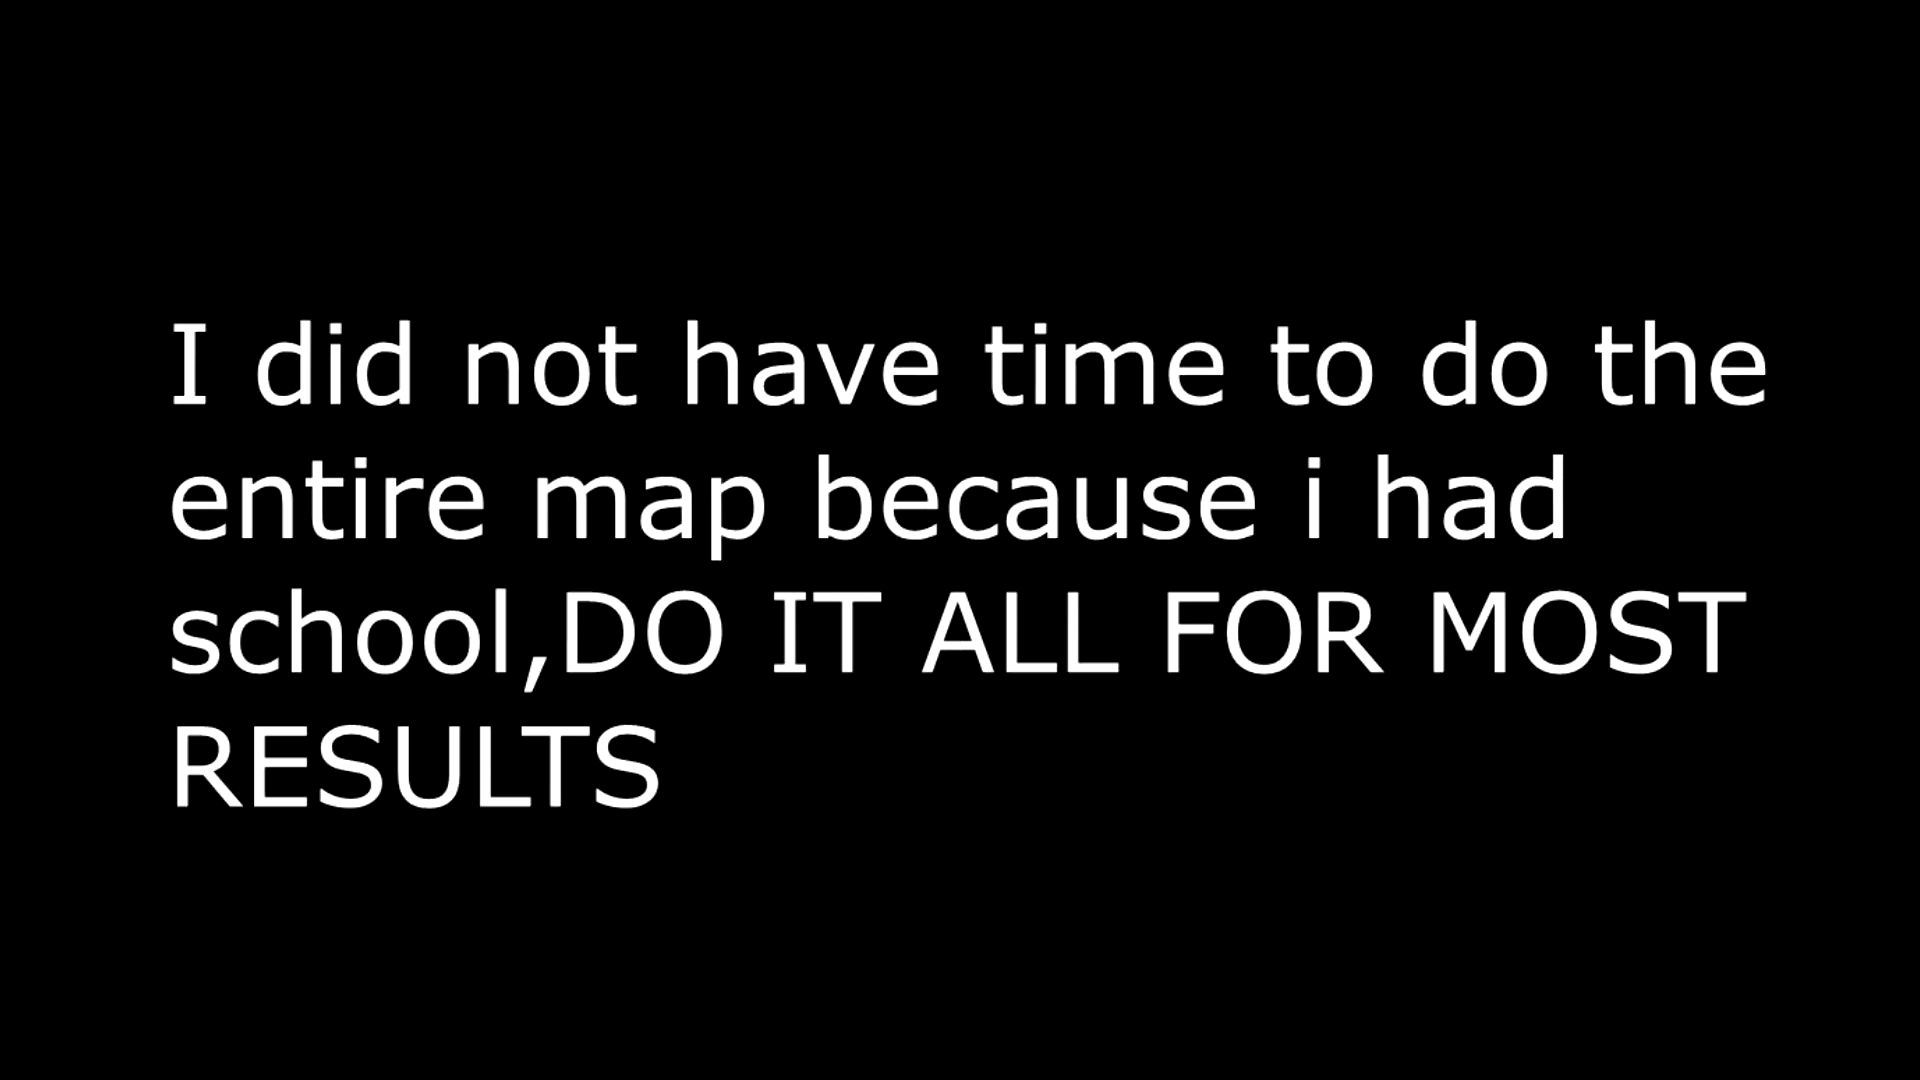 I did not have time to do the
entire map because i had
school,DO IT ALL FOR MOST
RESULTS